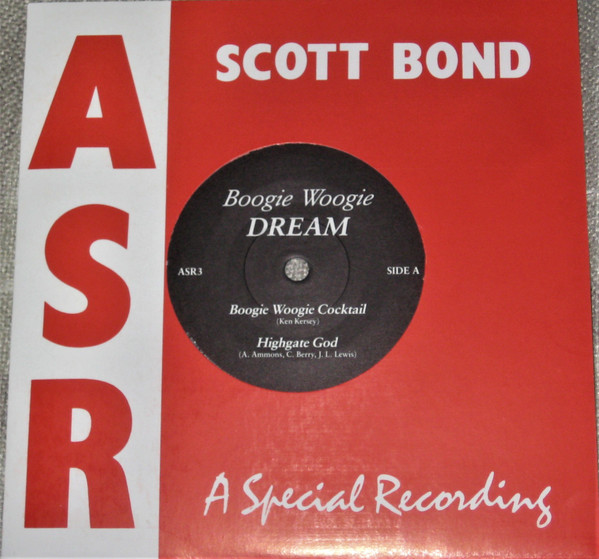 ASR
SCOTT BOND
Boogie Woogie
DREAM
ASR3
SIDE A
Boogie Woogie Cocktail
(Ken Kersey)
Highgate God
(A. Ammons, C. Berry, J. L. Lewis)
A Special Recording